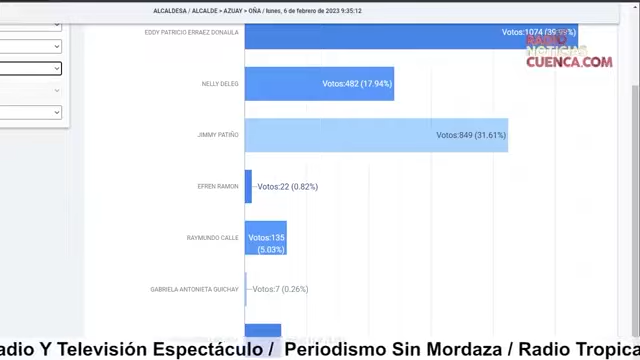 ALCALDESA / ALCALDE > AZUAY > OÑA / lunes, 6 de febrero de 2023 9:35:12
EDDY PATRICIO ERRAEZ DONAULA
Votos:1074 (39.99%)
RADIO
NOTICIAS
CUENCA.COM
NELLY DELEG
Votos:482 (17.94%)
JIMMY PATIÑO
Votos:849 (31.61%)
EFREN RAMON
Votos:22 (0.82%)
RAYMUNDO CALLE
Votos:135
(5.03%)
GABRIELA ANTONIETA GUICHAY
Votos:7 (0.26%)
adio Y Televisión Espectáculo / Periodismo Sin Mordaza / Radio Tropica